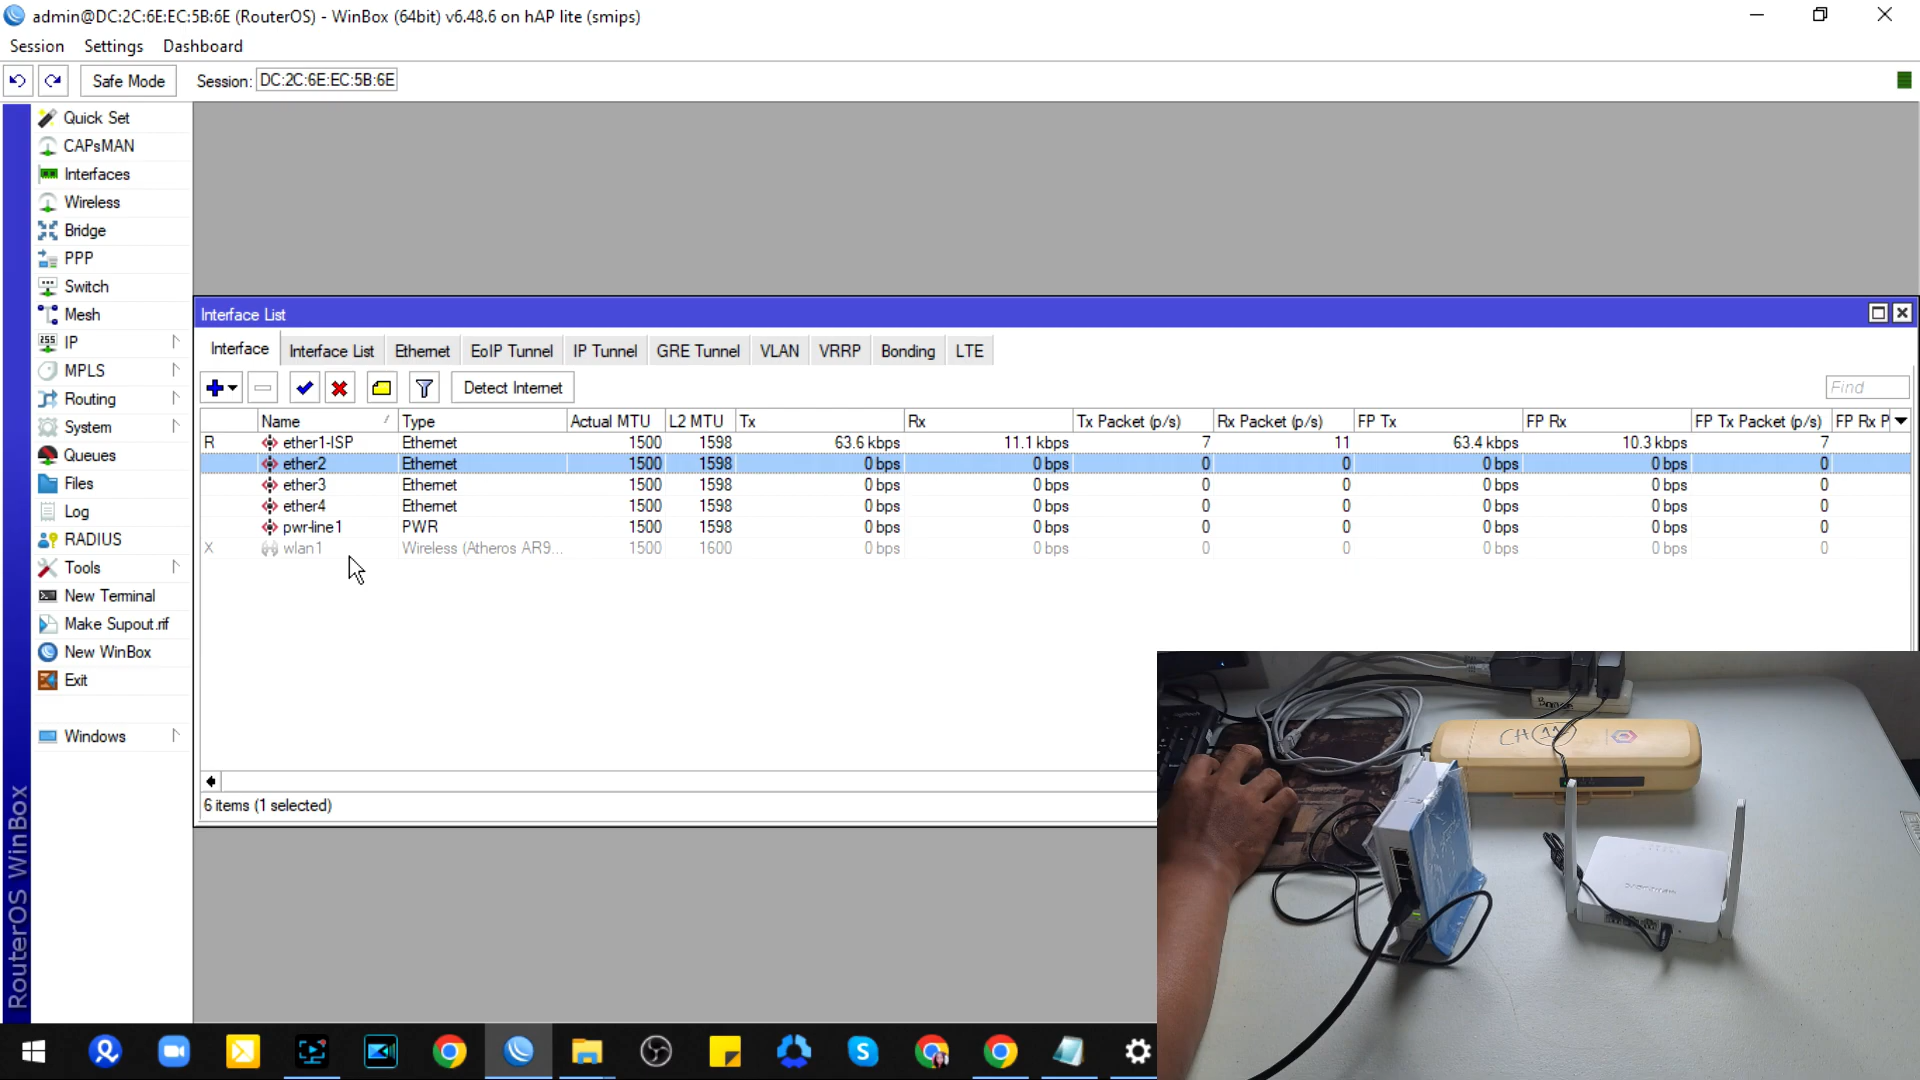 admin@DC:2C:6E:EC:5B:6E (RouterOS) - WinBox (64bit) v6.48.6 on hAP lite (smips)
Session Settings Dashboard
Safe Mode Session: DC:2C:6E:EC:5B:6E
Quick Set
CAPsMAN
Interfaces
Wireless
Bridge
PPP
Switch
Mesh
IP
MPLS
Routing
System
Queues
Files
Log
RADIUS
Tools
New Terminal
Make Supout.rif
New WinBox
Exit
Windows
RouterOS WinBox
Interface List
Interface Interface List Ethernet EoIP Tunnel IP Tunnel GRE Tunnel VLAN VRRP Bonding LTE
Detect Internet Find
Name Type Actual MTU L2 MTU Tx Rx Tx Packet (p/s) Rx Packet (p/s) FP Tx FP Rx FP Tx Packet (p/s) FP Rx P
R ether1-ISP Ethernet 1500 1598 63.6 kbps 11.1 kbps 7 11 63.4 kbps 10.3 kbps 7
ether2 Ethernet 1500 1598 0 bps 0 bps 0 0 0 bps 0 bps 0
ether3 Ethernet 1500 1598 0 bps 0 bps 0 0 0 bps 0 bps 0
ether4 Ethernet 1500 1598 0 bps 0 bps 0 0 0 bps 0 bps 0
pwr-line1 PWR 1500 1598 0 bps 0 bps 0 0 0 bps 0 bps 0
X wlan1 Wireless (Atheros AR9... 1500 1600 0 bps 0 bps 0 0 0 bps 0 bps 0
6 items (1 selected)
CH 11